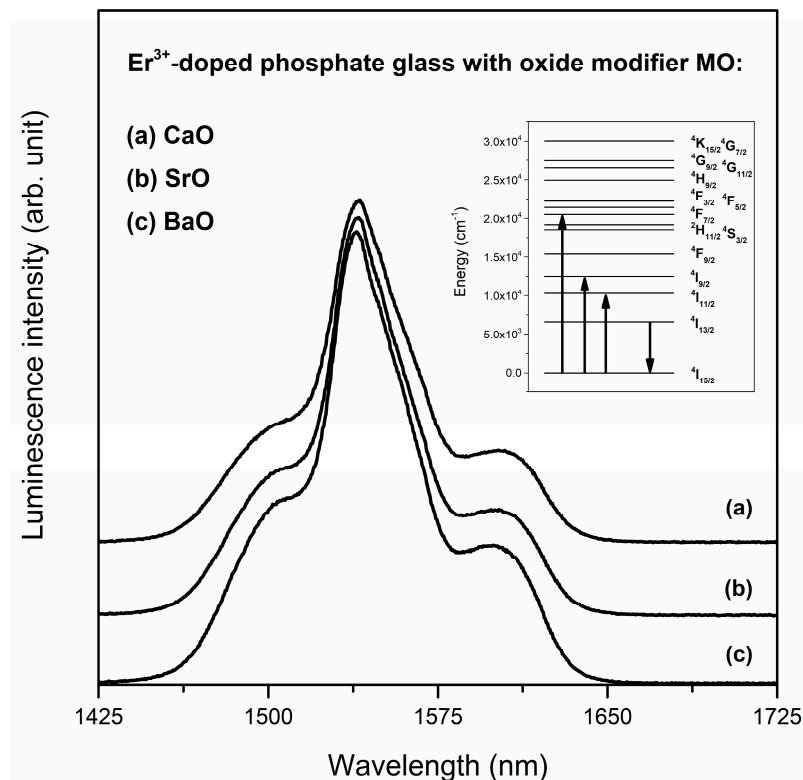 Er³⁺-doped phosphate glass with oxide modifier MO:
(a) CaO
(b) SrO
(c) BaO
Luminescence intensity (arb. unit)
Energy (cm⁻¹)
3.0x10⁴
2.5x10⁴
2.0x10⁴
1.5x10⁴
1.0x10⁴
5.0x10³
0.0
⁴K₁₅/₂ ⁴G₇/₂
⁴G₉/₂ ⁴G₁₁/₂
⁴H₉/₂
⁴F₃/₂ ⁴F₅/₂
⁴F₇/₂
²H₁₁/₂ ⁴S₃/₂
⁴F₉/₂
⁴I₉/₂
⁴I₁₁/₂
⁴I₁₃/₂
⁴I₁₅/₂
(a)
(b)
(c)
1425 1500 1575 1650 1725
Wavelength (nm)